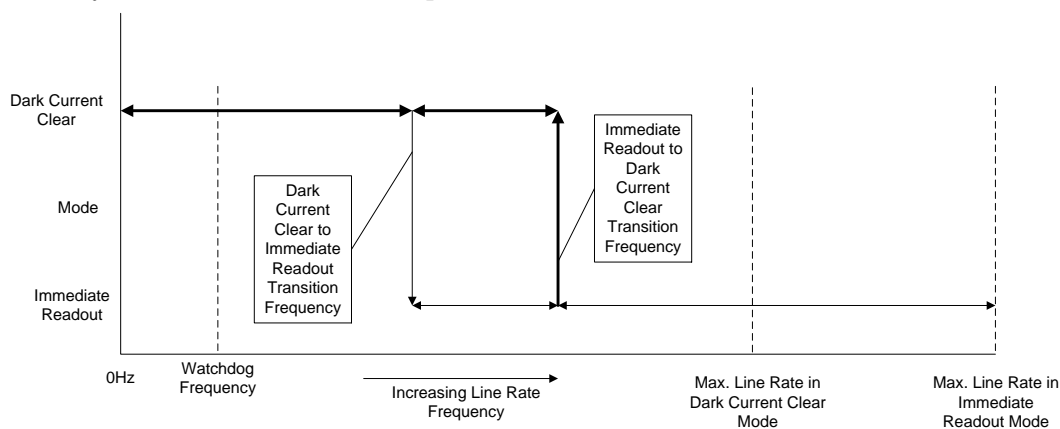 Dark Current
Clear
Mode
Immediate
Readout
Dark
Current
Clear to
Immediate
Readout
Transition
Frequency
Immediate
Readout to
Dark
Current
Clear
Transition
Frequency
0Hz
Watchdog
Frequency
Increasing Line Rate
Frequency
Max. Line Rate in
Dark Current Clear
Mode
Max. Line Rate in
Immediate
Readout Mode